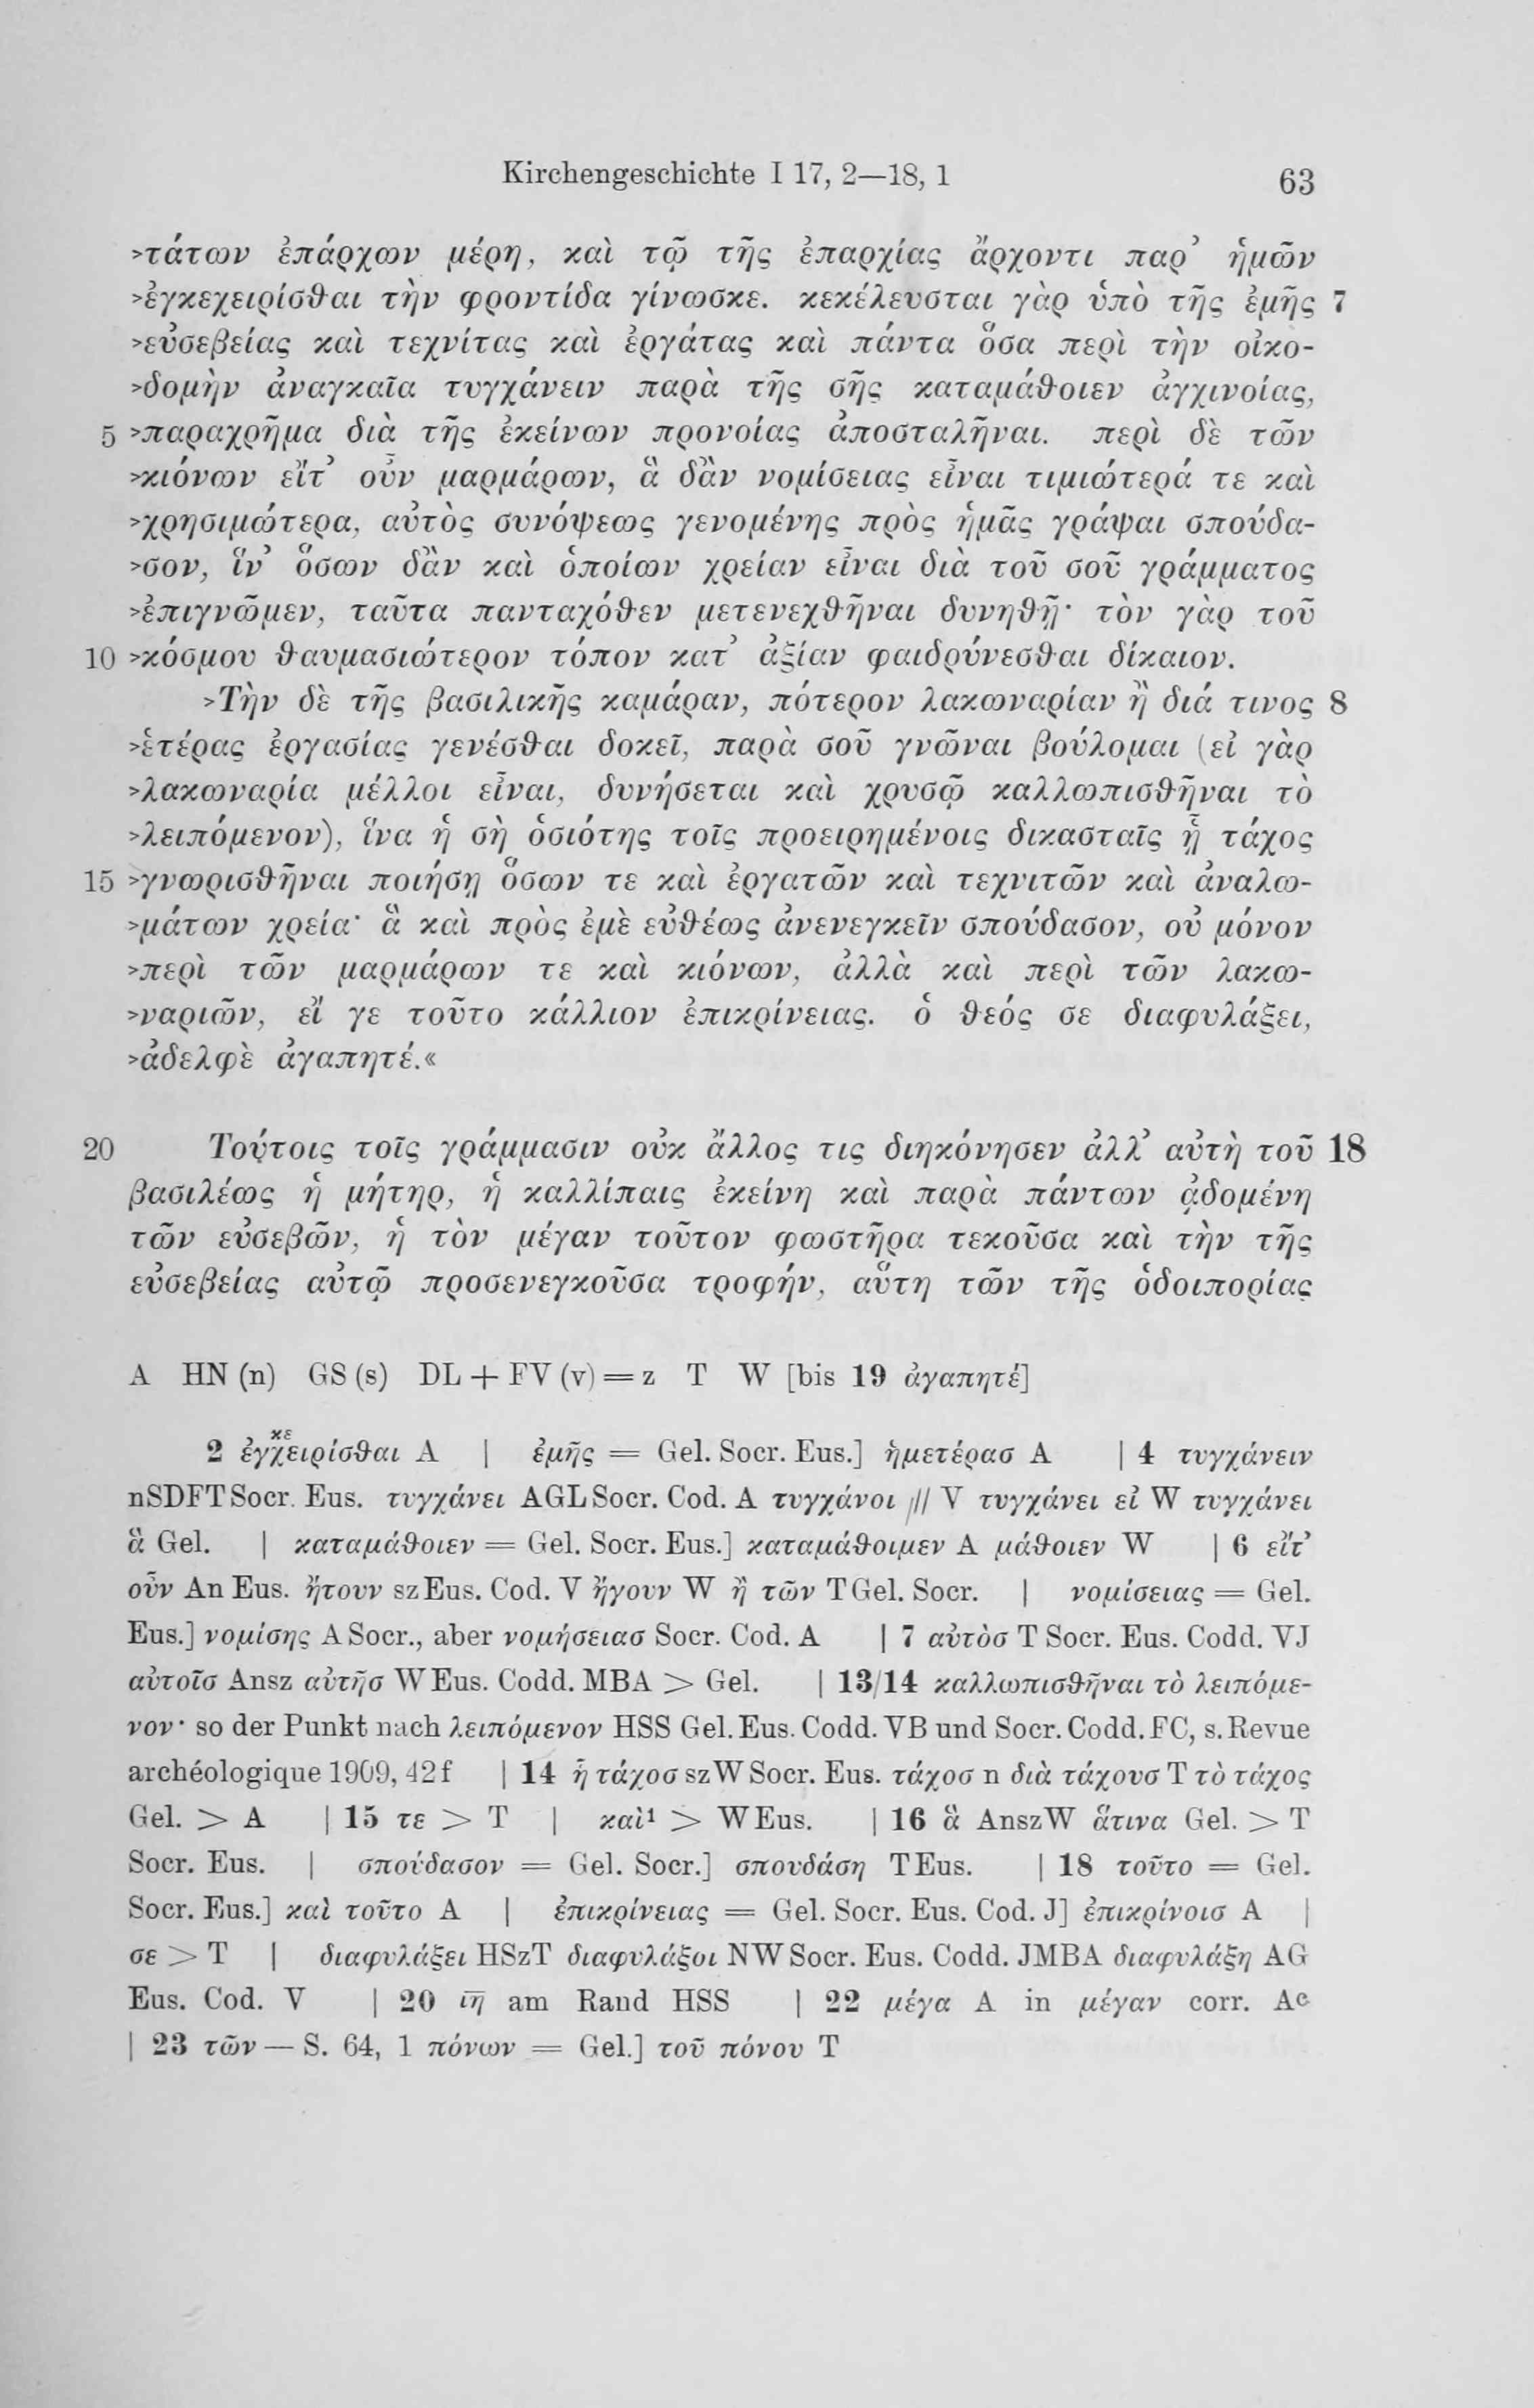 Kirchengeschichte I 17, 2—18, 1 63
>τάτων ἐπάρχων μέρη, καὶ τῷ τῆς ἐπαρχίας ἄρχοντι παρ’ ἡμῶν
>ἐγκεχειρίσθαι τὴν φροντίδα γίνωσκε. κεκέλευσται γὰρ ὑπὸ τῆς ἐμῆς 7
>εὐσεβείας καὶ τεχνίτας καὶ ἐργάτας καὶ πάντα ὅσα περὶ τὴν οἰκο-
>δομὴν ἀναγκαῖα τυγχάνειν παρὰ τῆς σῆς καταμάθοιεν ἀγχινοίας,
5 >παραχρῆμα διὰ τῆς ἐκείνων προνοίας ἀποσταλῆναι. περὶ δὲ τῶν
>κιόνων εἴτ’ οὖν μαρμάρων, ἃ δἂν νομίσειας εἶναι τιμιώτερά τε καὶ
>χρησιμώτερα, αὐτὸς συνόψεως γενομένης πρὸς ἡμᾶς γράψαι σπούδα-
>σον, ἵν’ ὅσων δἂν καὶ ὁποίων χρείαν εἶναι διὰ τοῦ σοῦ γράμματος
>ἐπιγνῶμεν, ταῦτα πανταχόθεν μετενεχθῆναι δυνηθῇ· τὸν γὰρ τοῦ
10 >κόσμου θαυμασιώτερον τόπον κατ’ ἀξίαν φαιδρύνεσθαι δίκαιον.
>Τὴν δὲ τῆς βασιλικῆς καμάραν, πότερον λακωναρίαν ἢ διά τινος 8
>ἑτέρας ἐργασίας γενέσθαι δοκεῖ, παρὰ σοῦ γνῶναι βούλομαι (εἰ γὰρ
>λακωναρία μέλλοι εἶναι, δυνήσεται καὶ χρυσῷ καλλωπισθῆναι τὸ
>λειπόμενον), ἵνα ἡ σὴ ὁσιότης τοῖς προειρημένοις δικασταῖς ᾗ τάχος
15 >γνωρισθῆναι ποιήσῃ ὅσων τε καὶ ἐργατῶν καὶ τεχνιτῶν καὶ ἀναλω-
>μάτων χρεία· ἃ καὶ πρὸς ἐμὲ εὐθέως ἀνενεγκεῖν σπούδασον, οὐ μόνον
>περὶ τῶν μαρμάρων τε καὶ κιόνων, ἀλλὰ καὶ περὶ τῶν λακω-
>ναριῶν, εἴ γε τοῦτο κάλλιον ἐπικρίνειας. ὁ θεός σε διαφυλάξει,
>ἀδελφὲ ἀγαπητέ.«
20 Τούτοις τοῖς γράμμασιν οὐκ ἄλλος τις διηκόνησεν ἀλλ’ αὐτὴ τοῦ 18
βασιλέως ἡ μήτηρ, ἡ καλλίπαις ἐκείνη καὶ παρὰ πάντων ᾀδομένη
τῶν εὐσεβῶν, ἡ τὸν μέγαν τοῦτον φωστῆρα τεκοῦσα καὶ τὴν τῆς
εὐσεβείας αὐτῷ προσενεγκοῦσα τροφήν, αὕτη τῶν τῆς ὁδοιπορίας
A HN (n) GS (s) DL + FV (v) = z T W [bis 19 ἀγαπητέ]
2 ἐγχκεειρίσθαι A | ἐμῆς = Gel. Socr. Eus.] ἡμετέρασ A | 4 τυγχάνειν
nSDFT Socr. Eus. τυγχάνει AGL Socr. Cod. A τυγχάνοι /// V τυγχάνει εἰ W τυγχάνει
ἃ Gel. | καταμάθοιεν = Gel. Socr. Eus.] καταμάθοιμεν A μάθοιεν W | 6 εἴτ’
οὖν An Eus. ἤτουν sz Eus. Cod. V ἤγουν W ἢ τῶν T Gel. Socr. | νομίσειας = Gel.
Eus.] νομίσης A Socr., aber νομήσειασ Socr. Cod. A | 7 αὐτὸσ T Socr. Eus. Codd. VJ
αὐτοῖσ Ansz αὐτῆσ W Eus. Codd. MBA > Gel. | 13/14 καλλωπισθῆναι τὸ λειπόμε-
νον· so der Punkt nach λειπόμενον HSS Gel. Eus. Codd. VB und Socr. Codd. FC, s. Revue
archéologique 1909, 42 f | 14 ἡ τάχοσ sz W Socr. Eus. τάχοσ n διὰ τάχουσ T τὸ τάχος
Gel. > A | 15 τε > T | καὶ¹ > W Eus. | 16 ἃ AnszW ἅτινα Gel. > T
Socr. Eus. | σπούδασον = Gel. Socr.] σπουδάση T Eus. | 18 τοῦτο = Gel.
Socr. Eus.] καὶ τοῦτο A | ἐπικρίνειας = Gel. Socr. Eus. Cod. J] ἐπικρίνοισ A |
σε > T | διαφυλάξει HSzT διαφυλάξοι NW Socr. Eus. Codd. JMBA διαφυλάξη AG
Eus. Cod. V | 20 ι̅η̅ am Rand HSS | 22 μέγα A in μέγαν corr. Aᶜ
| 23 τῶν — S. 64, 1 πόνων = Gel.] τοῦ πόνου T